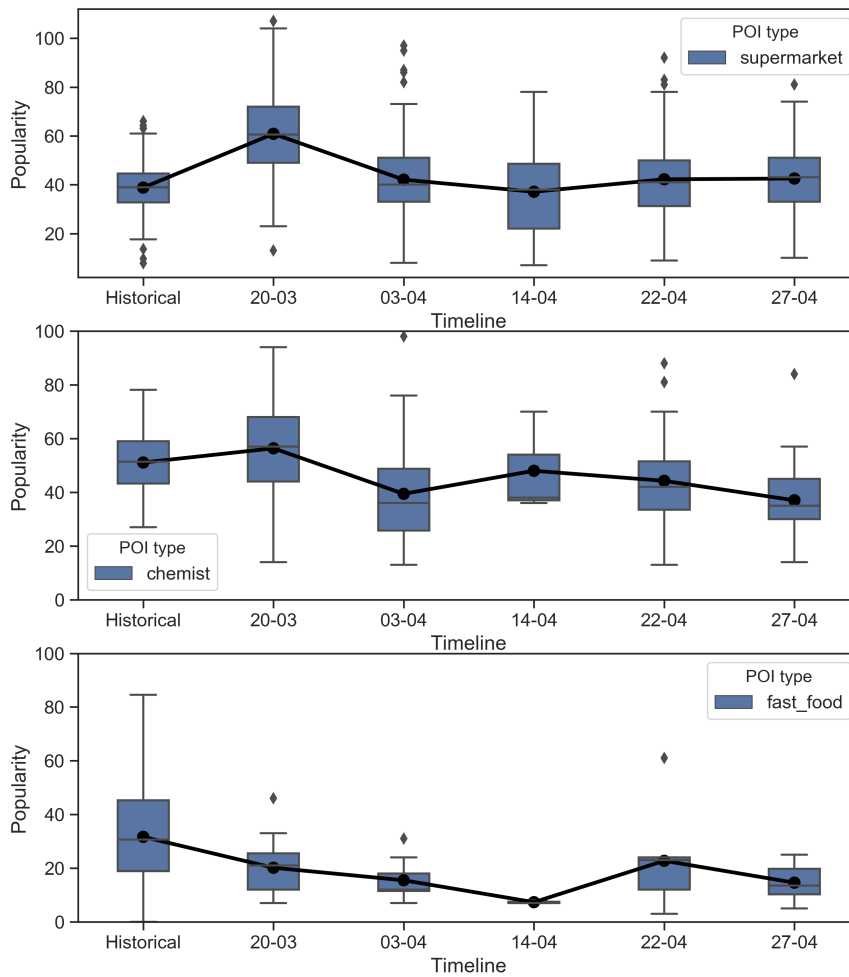 POI type
supermarket
Popularity
100
80
60
40
20
Historical 20-03 03-04 14-04 22-04 27-04
Timeline
Popularity
100
80
60
40
20
0
POI type
chemist
Historical 20-03 03-04 14-04 22-04 27-04
Timeline
POI type
fast_food
Popularity
100
80
60
40
20
0
Historical 20-03 03-04 14-04 22-04 27-04
Timeline